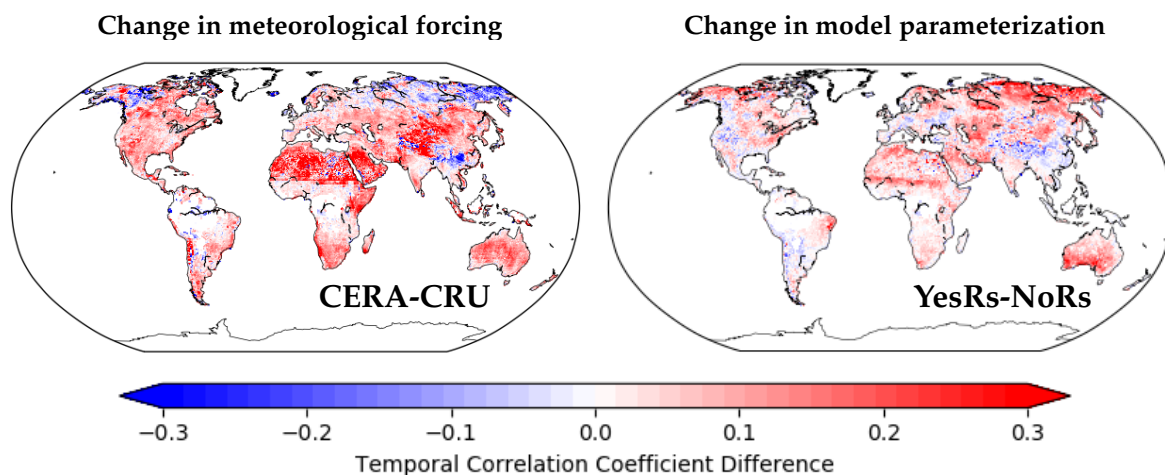 Change in meteorological forcing
Change in model parameterization
CERA-CRU
YesRs-NoRs
−0.3 −0.2 −0.1 0.0 0.1 0.2 0.3
Temporal Correlation Coefficient Difference